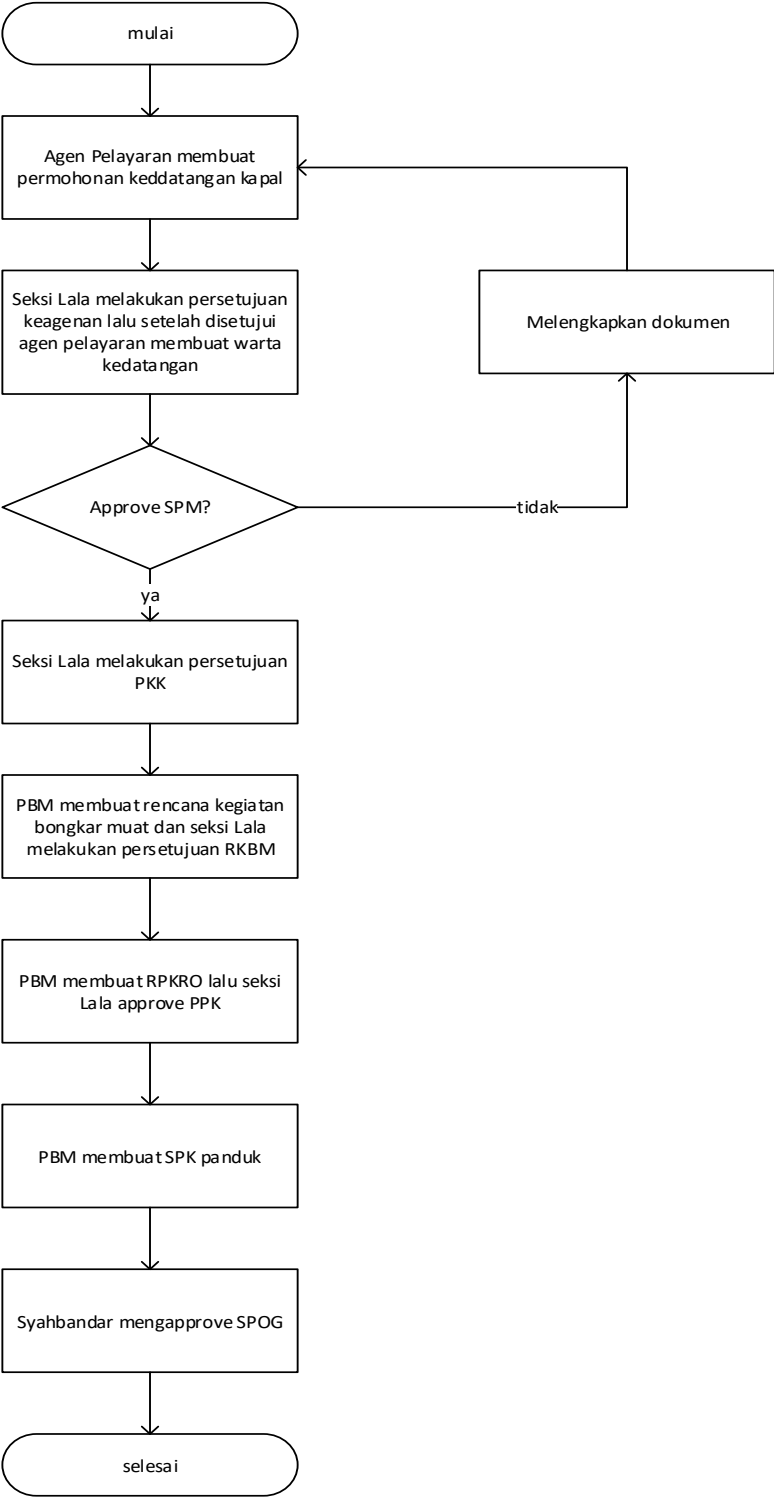 mulai
Agen Pelayaran membuat
permohonan keddatangan kapal
Seksi Lala melakukan persetujuan
keagenan lalu setelah disetujui
agen pelayaran membuat warta
kedatangan
Melengkapkan dokumen
Approve SPM?
tidak
ya
Seksi Lala melakukan persetujuan
PKK
PBM membuat rencana kegiatan
bongkar muat dan seksi Lala
melakukan persetujuan RKBM
PBM membuat RPKRO lalu seksi
Lala approve PPK
PBM membuat SPK panduk
Syahbandar mengapprove SPOG
selesai